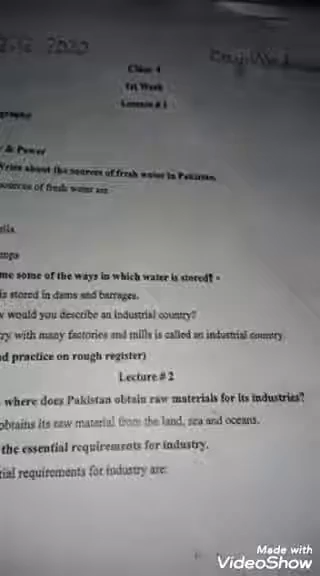 2020
Class 4
1st Week
Lecture # 1
& Power
Write about the sources of fresh water in Pakistan.
sources of fresh water are
me some of the ways in which water is stored?
is stored in dams and barrages.
w would you describe an industrial country?
ry with many factories and mills is called an industrial country.
d practice on rough register)
Lecture # 2
where does Pakistan obtain raw materials for its industries?
obtains its raw material from the land, sea and oceans.
the essential requirements for industry.
tial requirements for industry are:
Made with
VideoShow